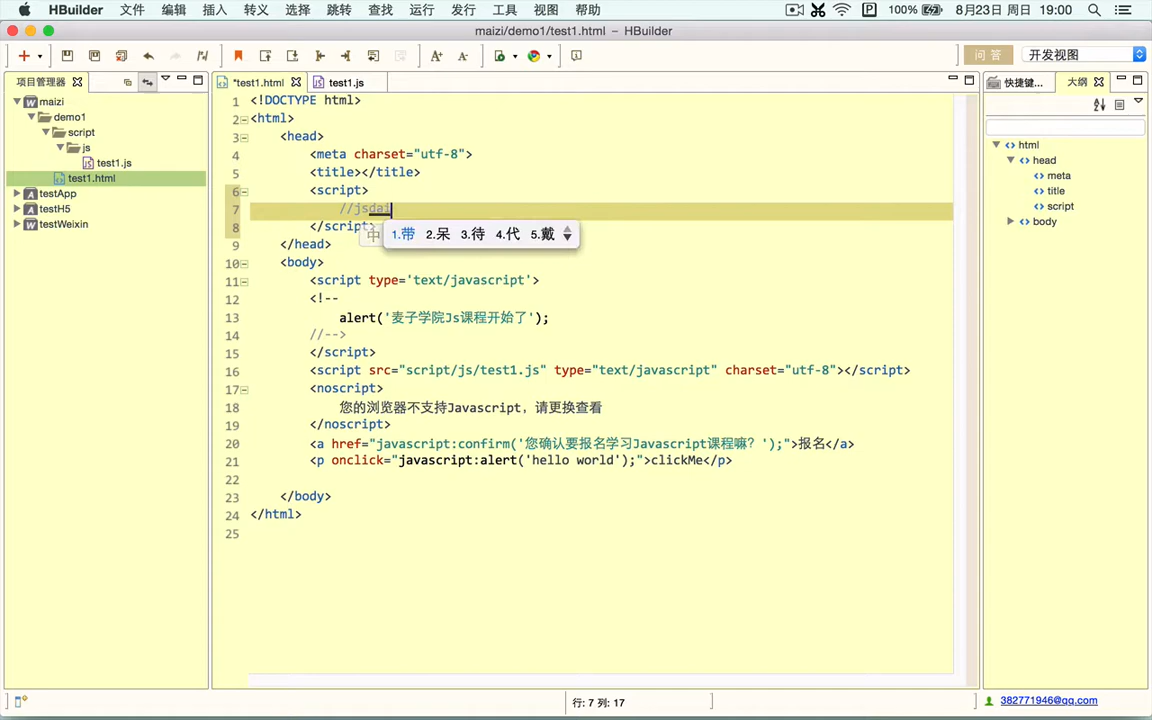 HBuilder 文件 编辑 插入 转义 选择 跳转 查找 运行 发行 工具 视图 帮助 100% 8月23日 周日 19:00
maizi/demo1/test1.html — HBuilder
问 答 开发视图
项目管理器 *test1.html test1.js 快捷键... 大纲
maizi
demo1
script
js
test1.js
test1.html
testApp
testH5
testWeixin
1 <!DOCTYPE html>
2 <html>
3 <head>
4 <meta charset="utf-8">
5 <title></title>
6 <script>
7 //jsdai
8 </script>
中 1.带 2.呆 3.待 4.代 5.戴
9 </head>
10 <body>
11 <script type='text/javascript'>
12 <!--
13 alert('麦子学院Js课程开始了');
14 //-->
15 </script>
16 <script src="script/js/test1.js" type="text/javascript" charset="utf-8"></script>
17 <noscript>
18 您的浏览器不支持Javascript，请更换查看
19 </noscript>
20 <a href="javascript:confirm('您确认要报名学习Javascript课程嘛？');">报名</a>
21 <p onclick="javascript:alert('hello world');">clickMe</p>
22
23 </body>
24 </html>
25
html
head
meta
title
script
body
行: 7 列: 17
382771946@qq.com